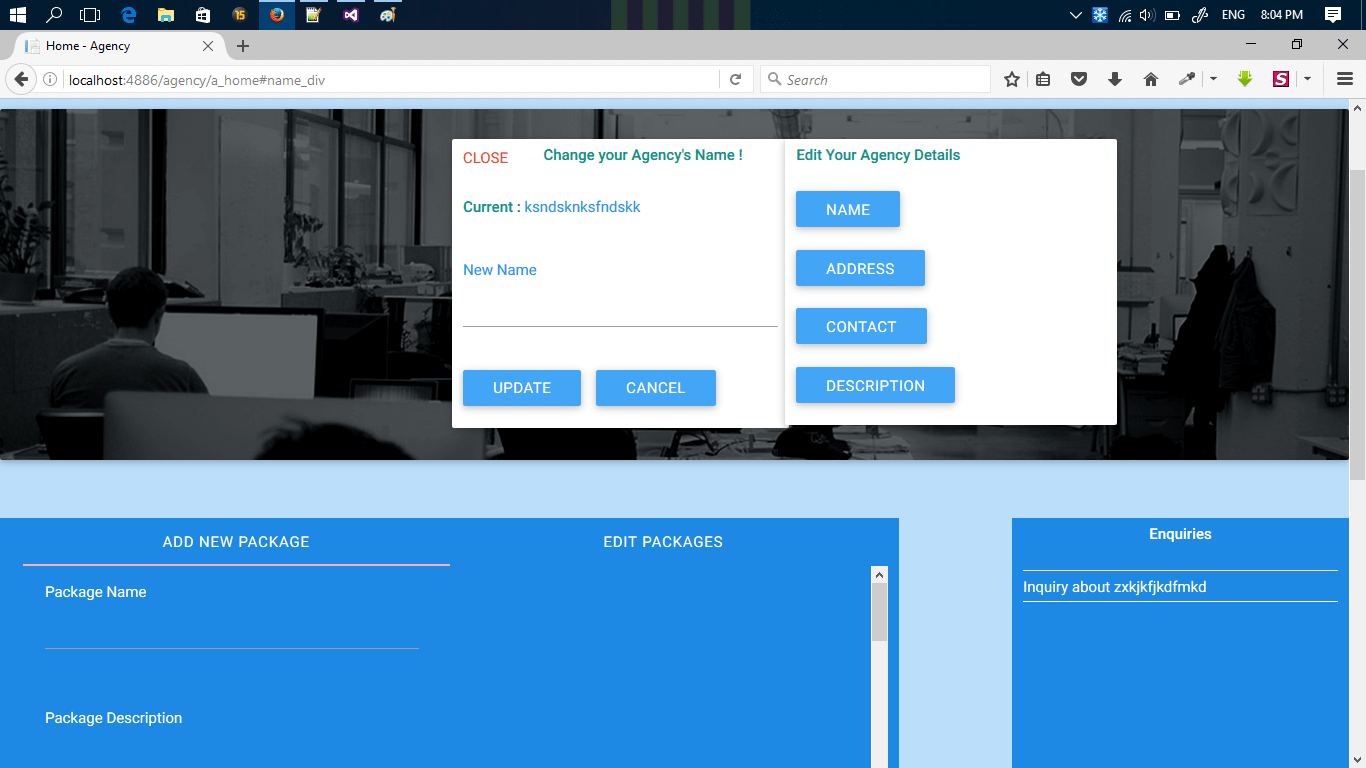 15
ENG
8:04 PM
Home - Agency
localhost:4886/agency/a_home#name_div
Search
S
CLOSE
Change your Agency's Name !
Current : ksndsknksfndskk
New Name
UPDATE
CANCEL
Edit Your Agency Details
NAME
ADDRESS
CONTACT
DESCRIPTION
ADD NEW PACKAGE
EDIT PACKAGES
Package Name
Package Description
Enquiries
Inquiry about zxkjkfjkdfmkd